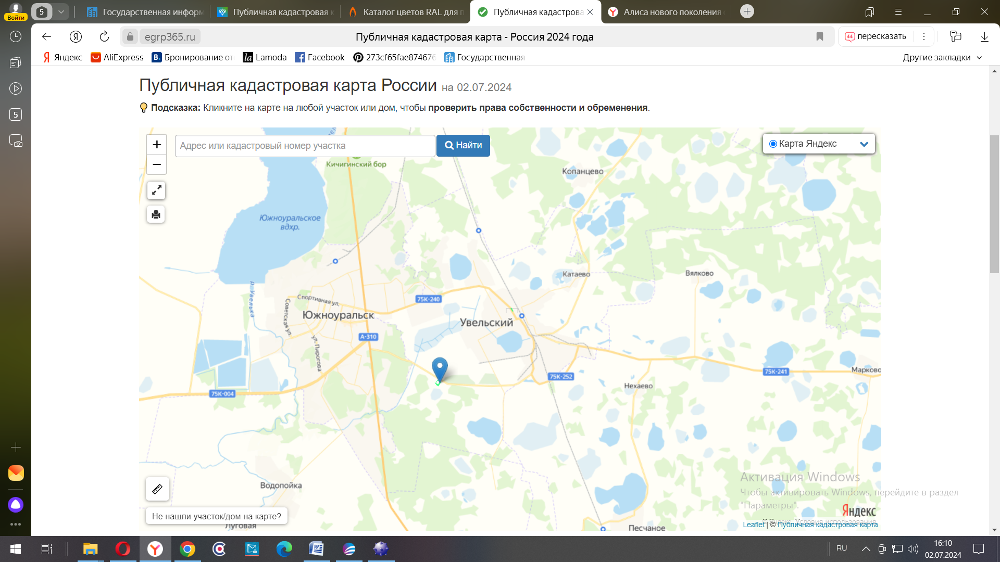 Войти
5
Государственная информ
Публичная кадастровая к
Каталог цветов RAL для п
Публичная кадастрова
Алиса нового поколения
egrp365.ru
Публичная кадастровая карта - Россия 2024 года
пересказать
Яндекс
AliExpress
B. Бронирование от
la Lamoda
Facebook
273cf65fae874676
Государственная
Другие закладки
5
Публичная кадастровая карта России на 02.07.2024
Подсказка: Кликните на карте на любой участок или дом, чтобы проверить права собственности и обременения.
+
−
Адрес или кадастровый номер участка
Найти
Карта Яндекс
Кичигинский бор
Копанцево
Южноуральское
вдхр.
Катаево
Вялково
р. Увелька
Спортивная ул.
Советская ул.
75К-240
Южноуральск
Увельский
А-310
ул. Пирогова
75К-252
75К-241
Марково
Нехаево
75К-004
Водопойка
Активация Windows
Чтобы активировать Windows, перейдите в раздел
"Параметры".
Яндекс
Не нашли участок/дом на карте?
© Яндекс Условия использования
Leaflet | © Публичная кадастровая карта
Луговая
Песчаное
RU
16:10
02.07.2024